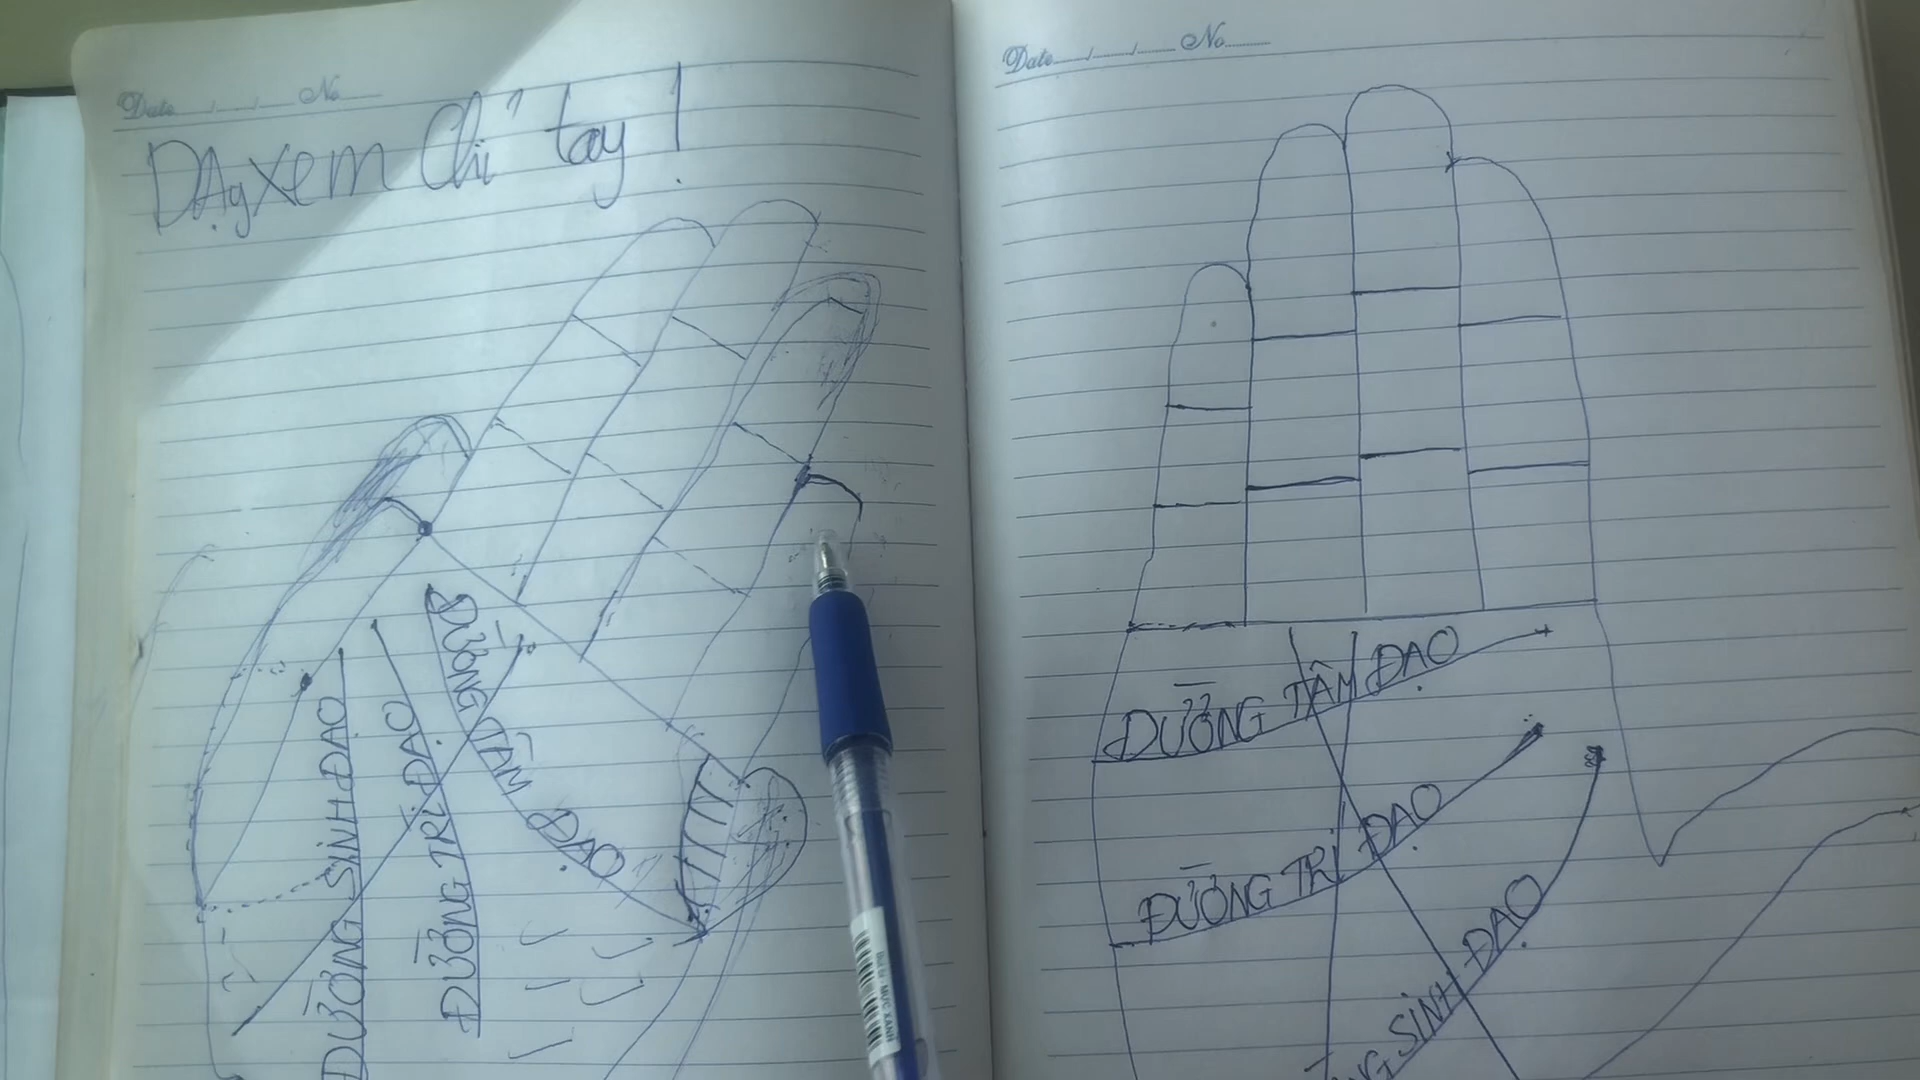 Date No
DẠy xem Chỉ tay !
ĐƯỜNG TÂM ĐẠO
ĐƯỜNG TRÍ ĐẠO
ĐƯỜNG SINH ĐẠO
Date / / No
ĐƯỜNG TÂM ĐẠO
ĐƯỜNG TRÍ ĐẠO
NG SINH ĐẠO